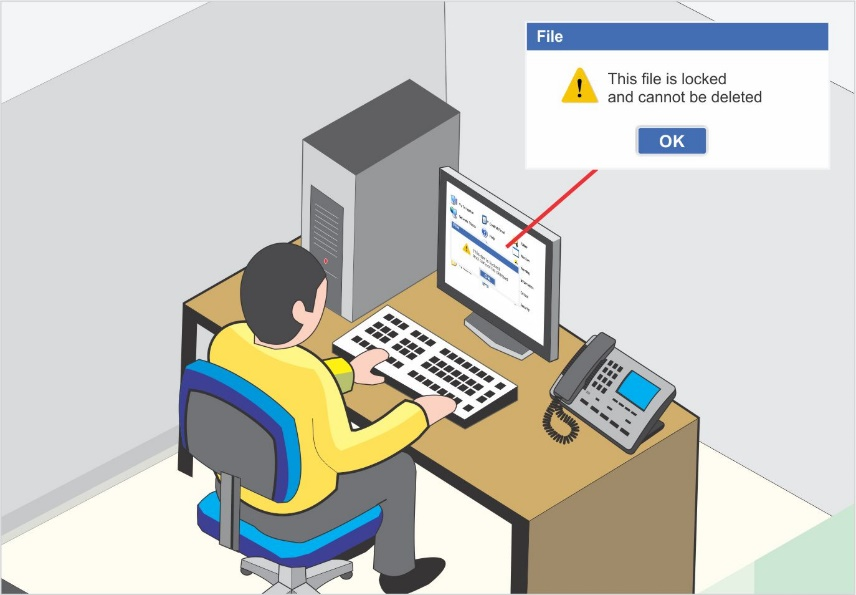 File
This file is locked
and cannot be deleted
OK